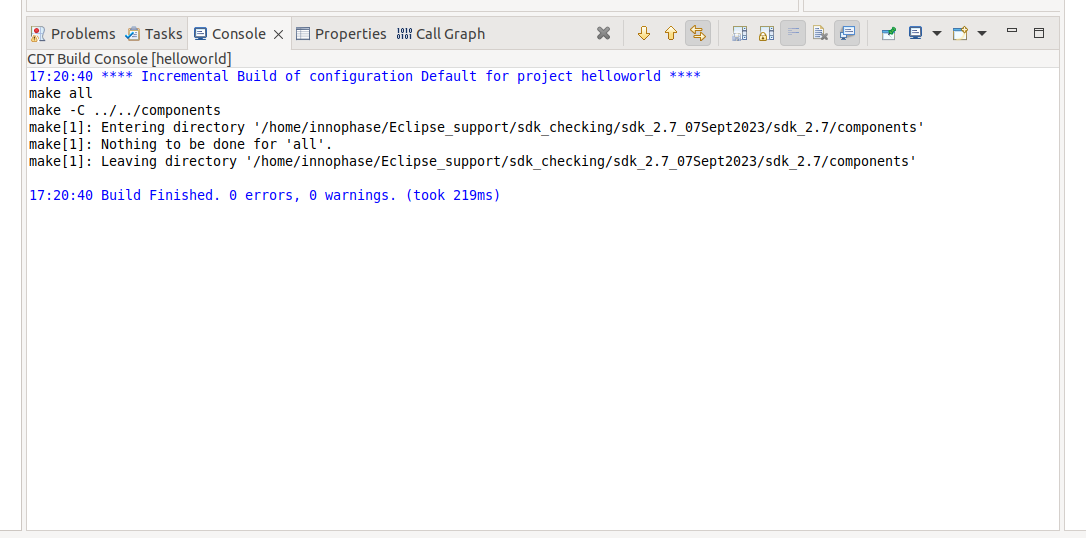 Problems Tasks Console Properties Call Graph
CDT Build Console [helloworld]
17:20:40 **** Incremental Build of configuration Default for project helloworld ****
make all
make -C ../../components
make[1]: Entering directory '/home/innophase/Eclipse_support/sdk_checking/sdk_2.7_07Sept2023/sdk_2.7/components'
make[1]: Nothing to be done for 'all'.
make[1]: Leaving directory '/home/innophase/Eclipse_support/sdk_checking/sdk_2.7_07Sept2023/sdk_2.7/components'
17:20:40 Build Finished. 0 errors, 0 warnings. (took 219ms)